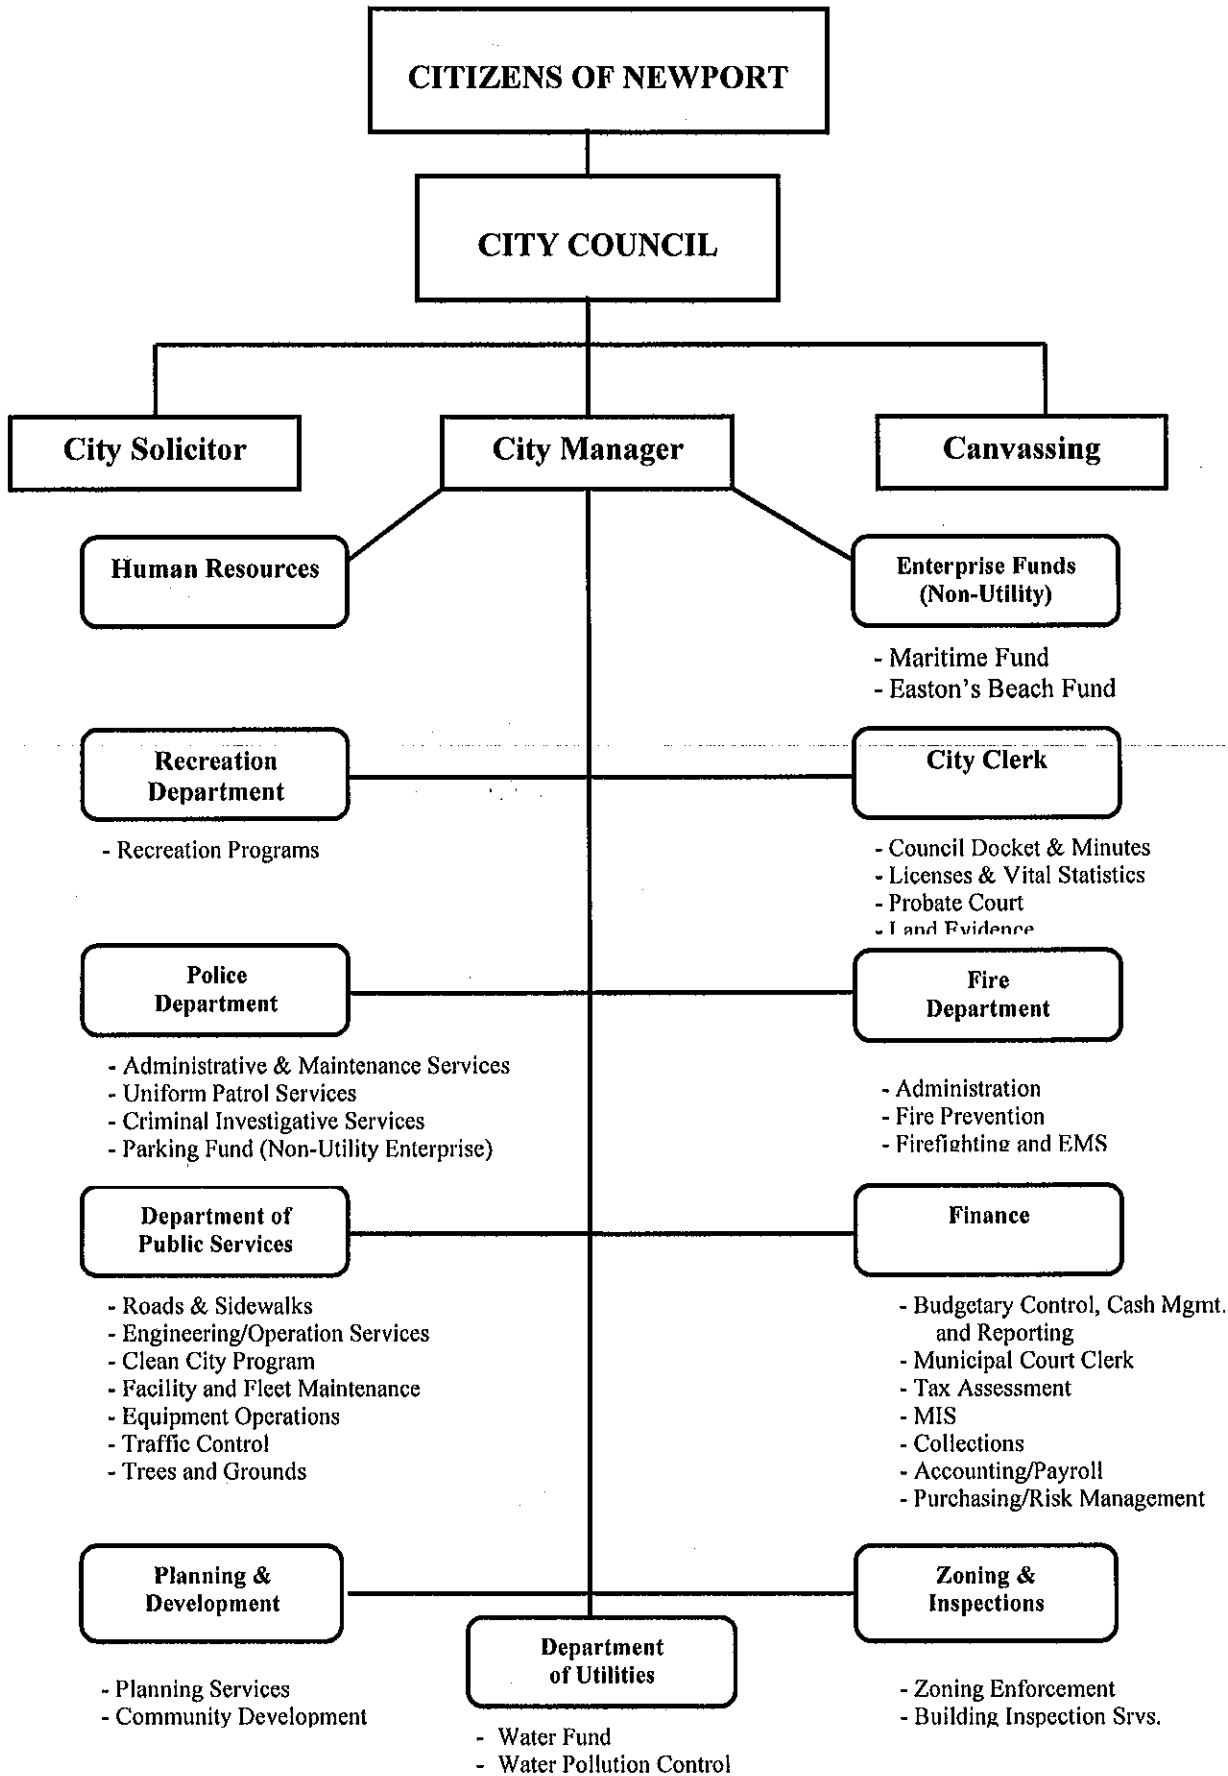 CITIZENS OF NEWPORT
CITY COUNCIL
City Solicitor
City Manager
Canvassing
Human Resources
Enterprise Funds
(Non-Utility)
- Maritime Fund
- Easton's Beach Fund
Recreation
Department
- Recreation Programs
City Clerk
- Council Docket & Minutes
- Licenses & Vital Statistics
- Probate Court
- Land Evidence
Police
Department
- Administrative & Maintenance Services
- Uniform Patrol Services
- Criminal Investigative Services
- Parking Fund (Non-Utility Enterprise)
Fire
Department
- Administration
- Fire Prevention
- Firefighting and EMS
Department of
Public Services
- Roads & Sidewalks
- Engineering/Operation Services
- Clean City Program
- Facility and Fleet Maintenance
- Equipment Operations
- Traffic Control
- Trees and Grounds
Finance
- Budgetary Control, Cash Mgmt.
and Reporting
- Municipal Court Clerk
- Tax Assessment
- MIS
- Collections
- Accounting/Payroll
- Purchasing/Risk Management
Planning &
Development
- Planning Services
- Community Development
Department
of Utilities
- Water Fund
- Water Pollution Control
Zoning &
Inspections
- Zoning Enforcement
- Building Inspection Srvs.